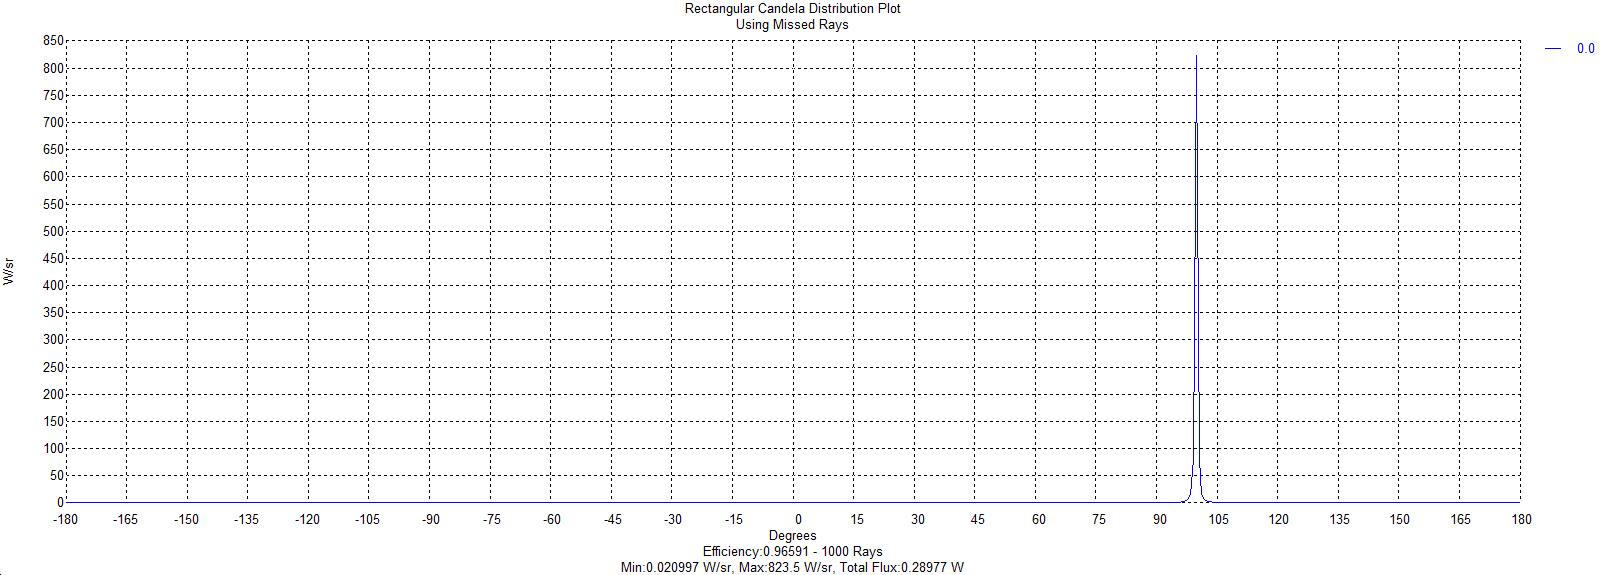 Rectangular Candela Distribution Plot
Using Missed Rays
0.0
850
800
750
700
650
600
550
500
450
400
350
300
250
200
150
100
50
0
W/sr
-180 -165 -150 -135 -120 -105 -90 -75 -60 -45 -30 -15 0 15 30 45 60 75 90 105 120 135 150 165 180
Degrees
Efficiency:0.96591 - 1000 Rays
Min:0.020997 W/sr, Max:823.5 W/sr, Total Flux:0.28977 W